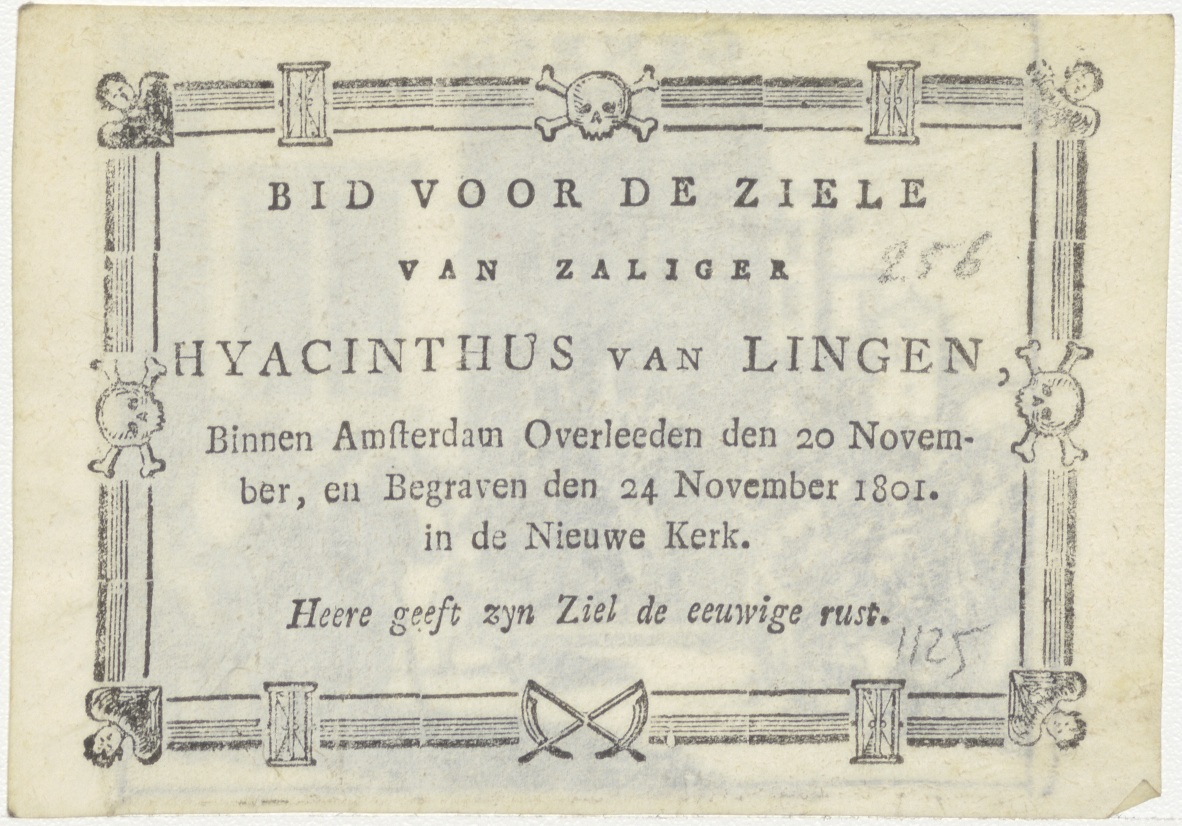 BID VOOR DE ZIELE
VAN ZALIGER
256
HYACINTHUS VAN LINGEN,
Binnen Amſterdam Overleeden den 20 Novem-
ber, en Begraven den 24 November 1801.
in de Nieuwe Kerk.
Heere geeft zyn Ziel de eeuwige rust.
1125